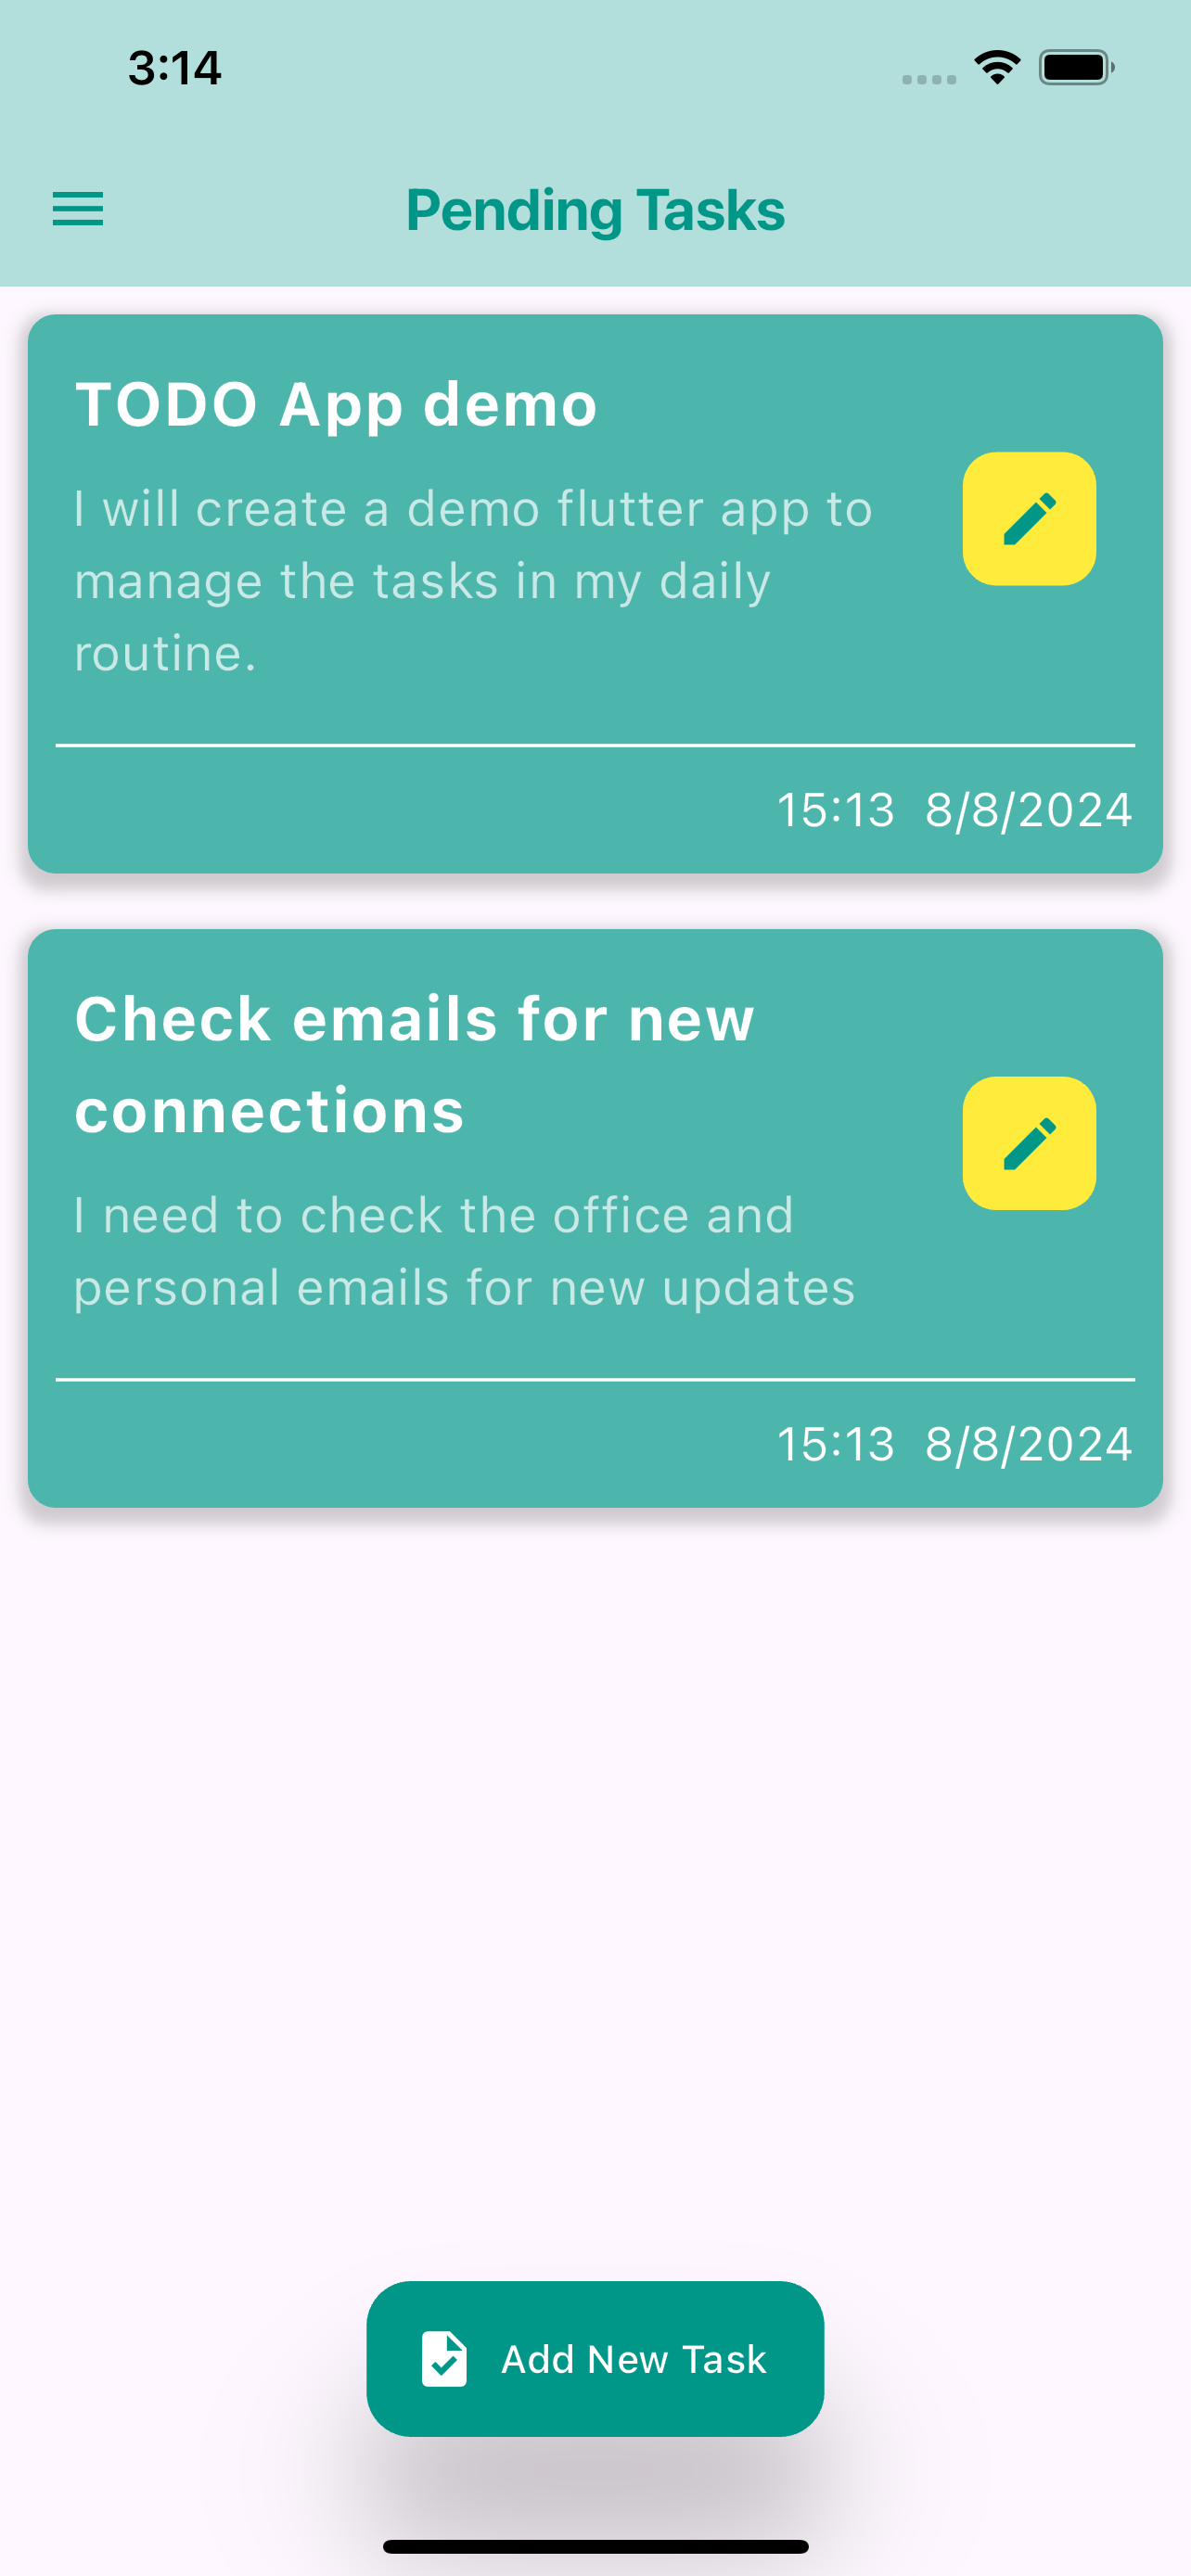 3:14
Pending Tasks
TODO App demo
I will create a demo flutter app to
manage the tasks in my daily
routine.
15:13 8/8/2024
Check emails for new
connections
I need to check the office and
personal emails for new updates
15:13 8/8/2024
Add New Task